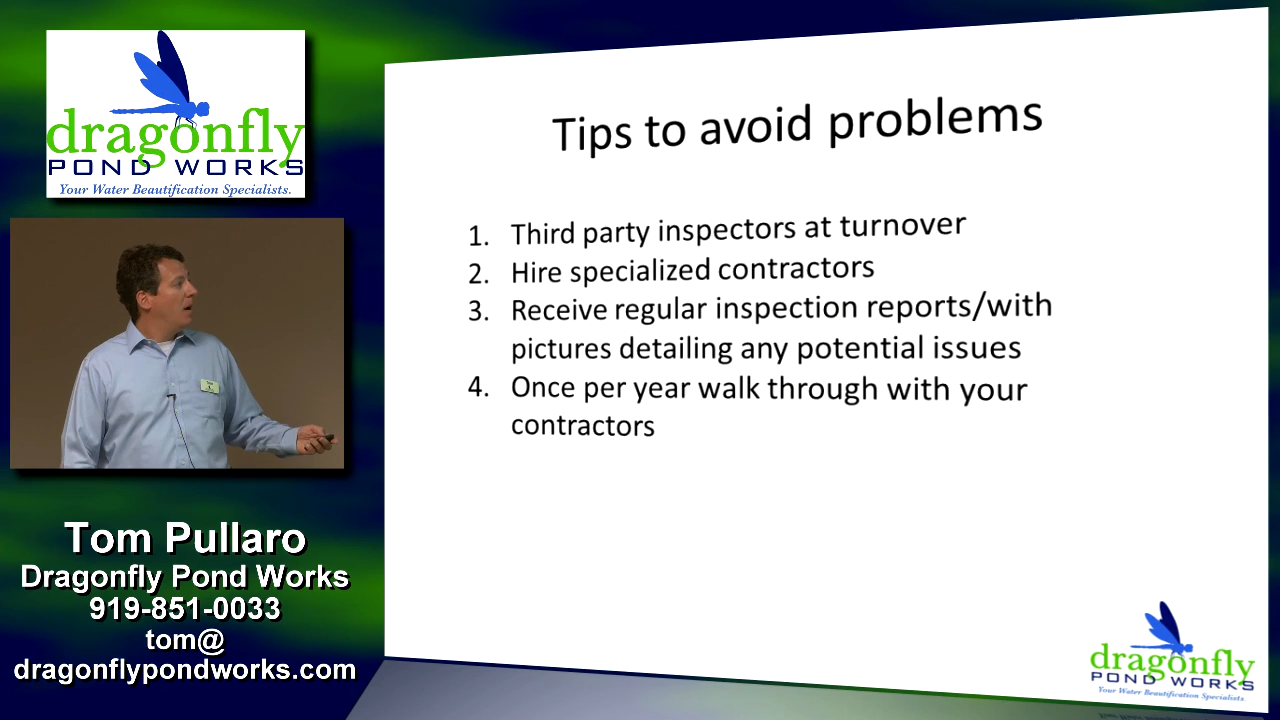 dragonfly
POND WORKS
Your Water Beautification Specialists.
Tom Pullaro
Dragonfly Pond Works
919-851-0033
tom@
dragonflypondworks.com
Tips to avoid problems
1. Third party inspectors at turnover
2. Hire specialized contractors
3. Receive regular inspection reports/with
pictures detailing any potential issues
4. Once per year walk through with your
contractors
dragonfly
POND WORKS
Your Water Beautification Specialists.